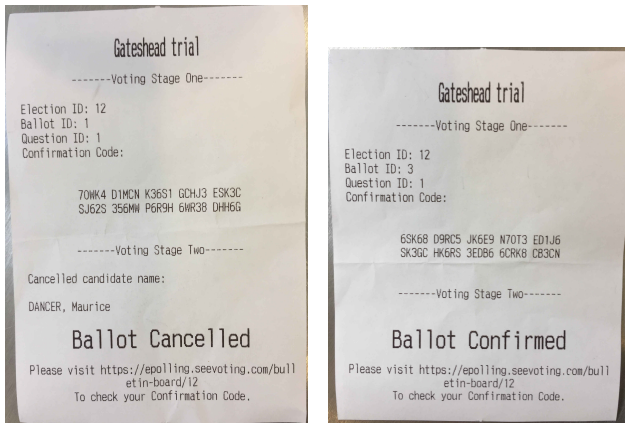 Gateshead trial
-------Voting Stage One-------
Election ID: 12
Ballot ID: 1
Question ID: 1
Confirmation Code:
70WK4 D1MCN K36S1 GCHJ3 ESK3C
SJ62S 356MW P6R9H 6WR38 DHH6G
-------Voting Stage Two-------
Cancelled candidate name:
DANCER, Maurice
Ballot Cancelled
Please visit https://epolling.seevoting.com/bull
etin-board/12
To check your Confirmation Code.
Gateshead trial
-------Voting Stage One-------
Election ID: 12
Ballot ID: 3
Question ID: 1
Confirmation Code:
6SK68 D9RC5 JK6E9 N70T3 ED1J6
SK3GC HK6RS 3EDB6 6CRK8 CB3CN
-------Voting Stage Two-------
Ballot Confirmed
Please visit https://epolling.seevoting.com/bull
etin-board/12
To check your Confirmation Code.